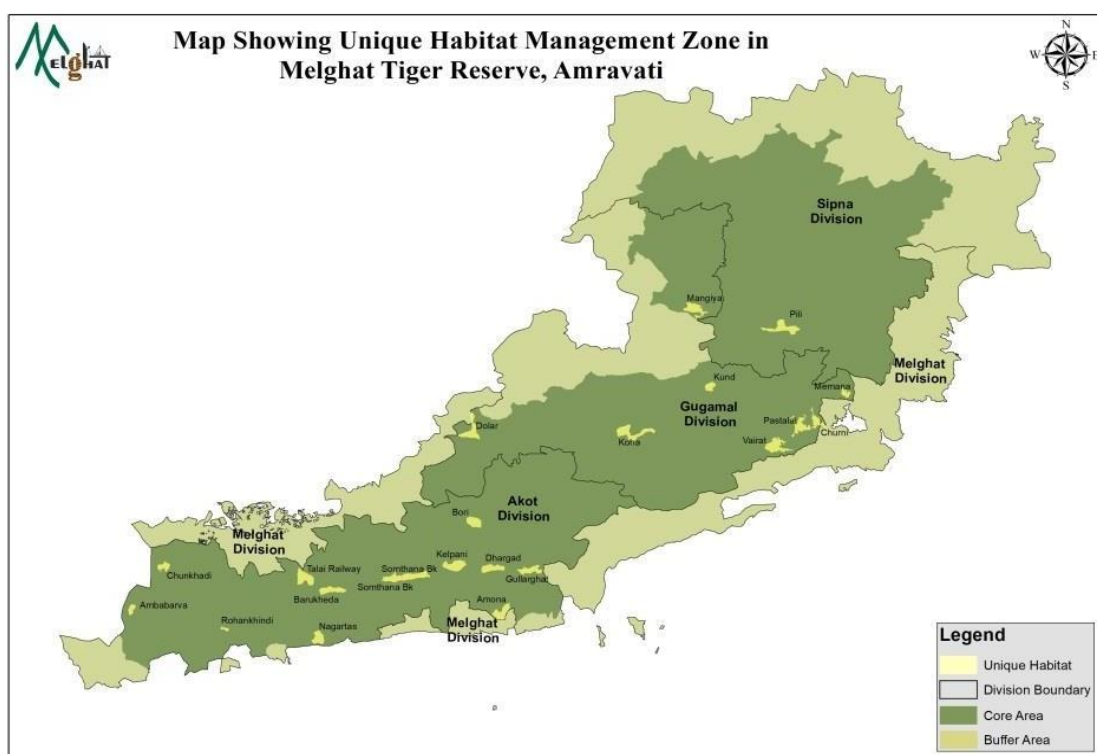 MELGHAT
Map Showing Unique Habitat Management Zone in
Melghat Tiger Reserve, Amravati
N
W E
S
Sipna
Division
Mangiya
Pili
Melghat
Division
Kund
Memana
Gugamal
Division
Dolar
Koha
Pastalai
Churni
Vairat
Akot
Division
Bori
Melghat
Division
Chunkhadi
Talai Railway
Somthana Bk
Kelpani
Dhargad
Gullarghat
Somthana Bk
Barukheda
Ambabarva
Amona
Rohankhindi
Nagartas
Melghat
Division
Legend
Unique Habitat
Division Boundary
Core Area
Buffer Area